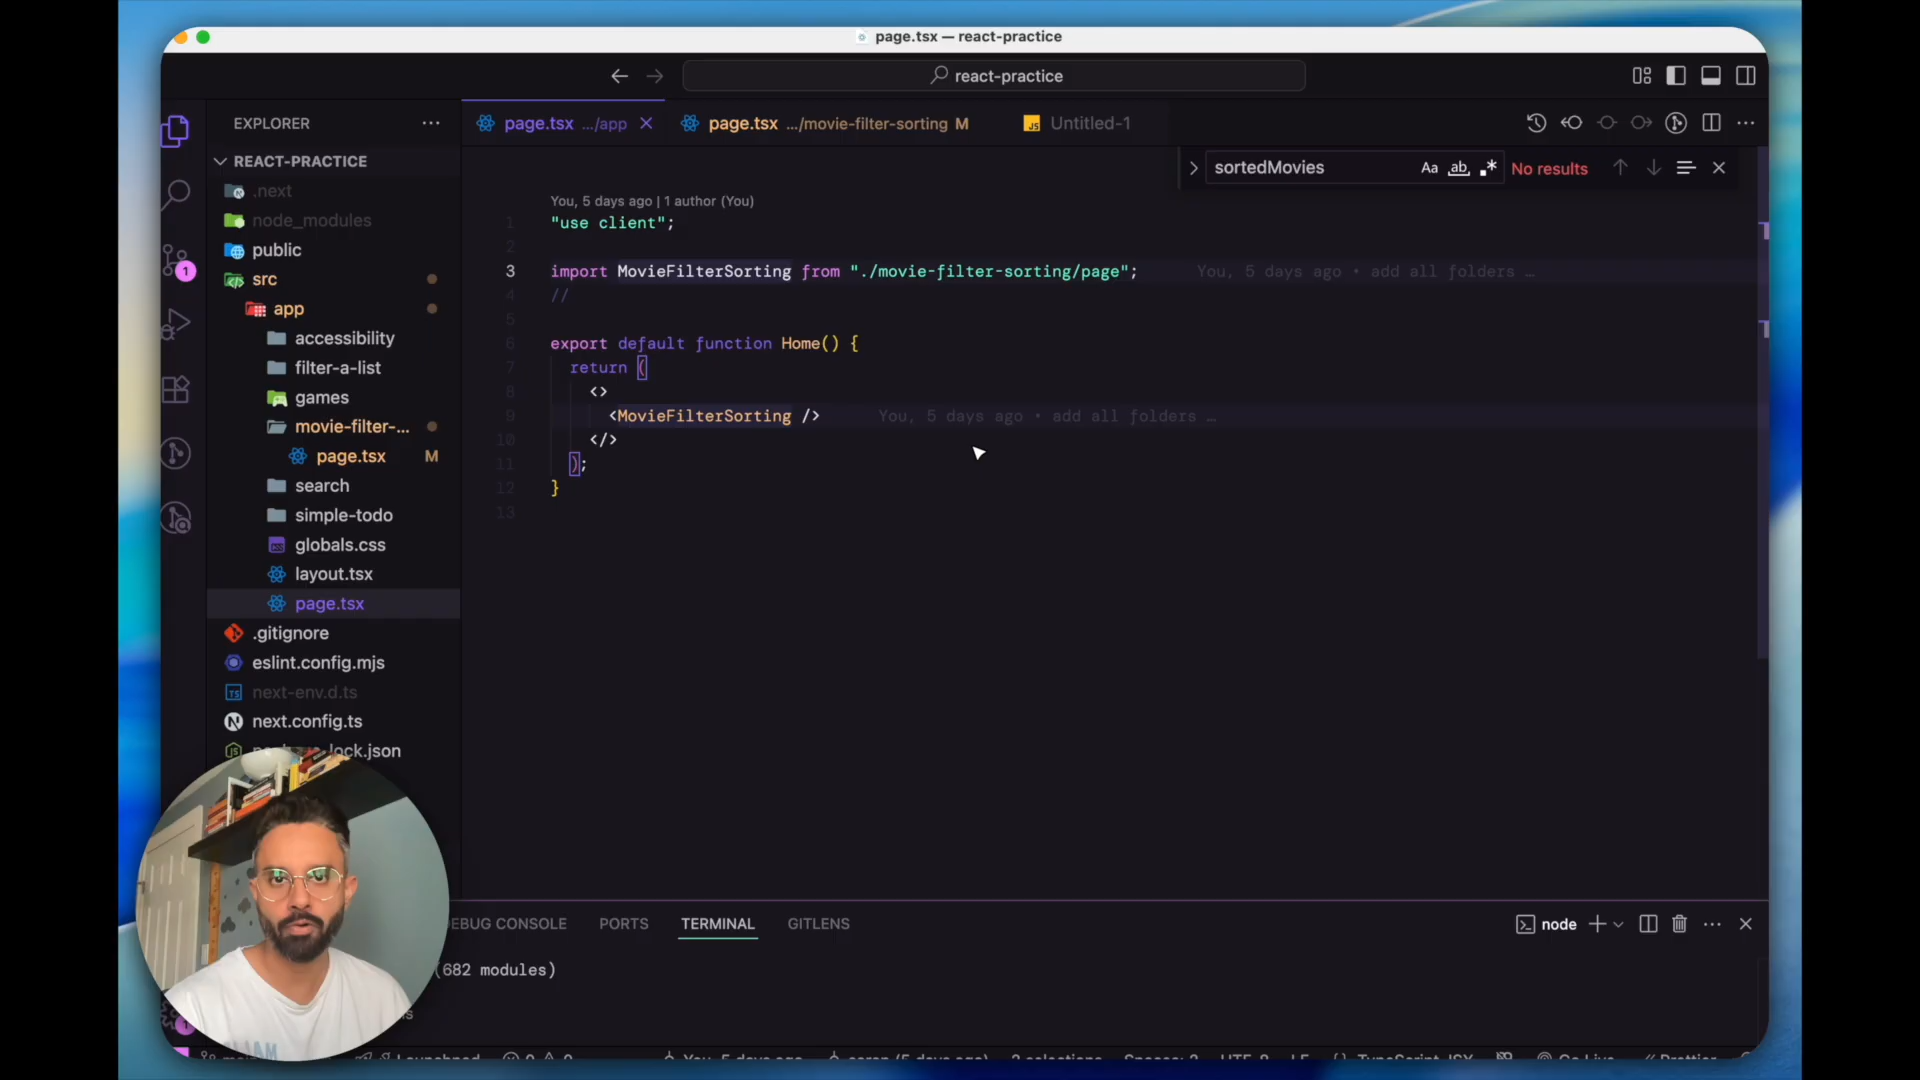 page.tsx — react-practice
react-practice
EXPLORER
page.tsx .../app
page.tsx .../movie-filter-sorting M
JS Untitled-1
REACT-PRACTICE
.next
node_modules
public
1
src
app
accessibility
filter-a-list
games
movie-filter-...
page.tsx M
search
simple-todo
globals.css
layout.tsx
page.tsx
.gitignore
eslint.config.mjs
TS next-env.d.ts
next.config.ts
lock.json
sortedMovies
Aa ab No results
You, 5 days ago | 1 author (You)
1 "use client";
2
3 import MovieFilterSorting from "./movie-filter-sorting/page"; You, 5 days ago • add all folders …
4 //
5
6 export default function Home() {
7 return (
8 <>
9 <MovieFilterSorting /> You, 5 days ago • add all folders …
10 </>
11 );
12 }
13
DEBUG CONSOLE PORTS TERMINAL GITLENS
node
(682 modules)